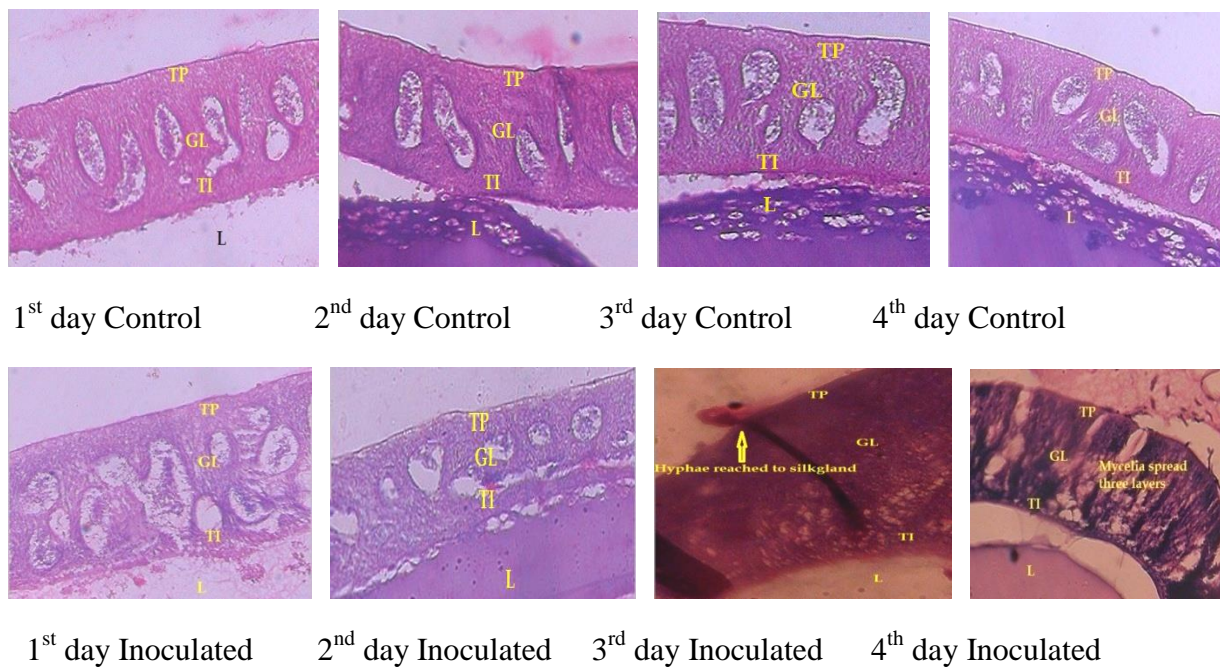 TP
GL
TI
L
TP
GL
TI
L
TP
GL
TI
L
TP
GL
TI
L
1st day Control 2nd day Control 3rd day Control 4th day Control
TP
GL
TI
L
TP
GL
TI
L
TP
GL
Hyphae reached to silkgland
TI
L
TP
GL
Mycelia spread
three layers
TI
L
1st day Inoculated 2nd day Inoculated 3rd day Inoculated 4th day Inoculated